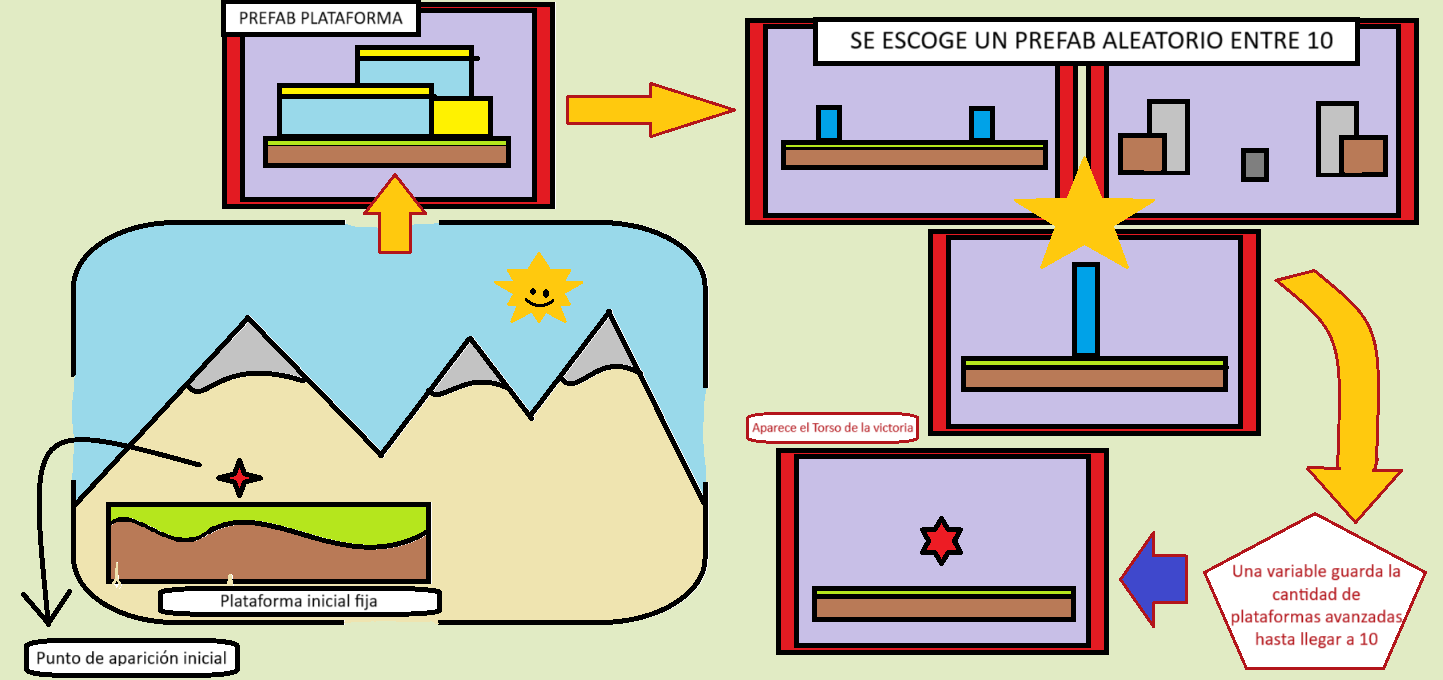 PREFAB PLATAFORMA
SE ESCOGE UN PREFAB ALEATORIO ENTRE 10
Aparece el Torso de la victoria
Una variable guarda la
cantidad de
plataformas avanzadas
hasta llegar a 10
Plataforma inicial fija
Punto de aparición inicial